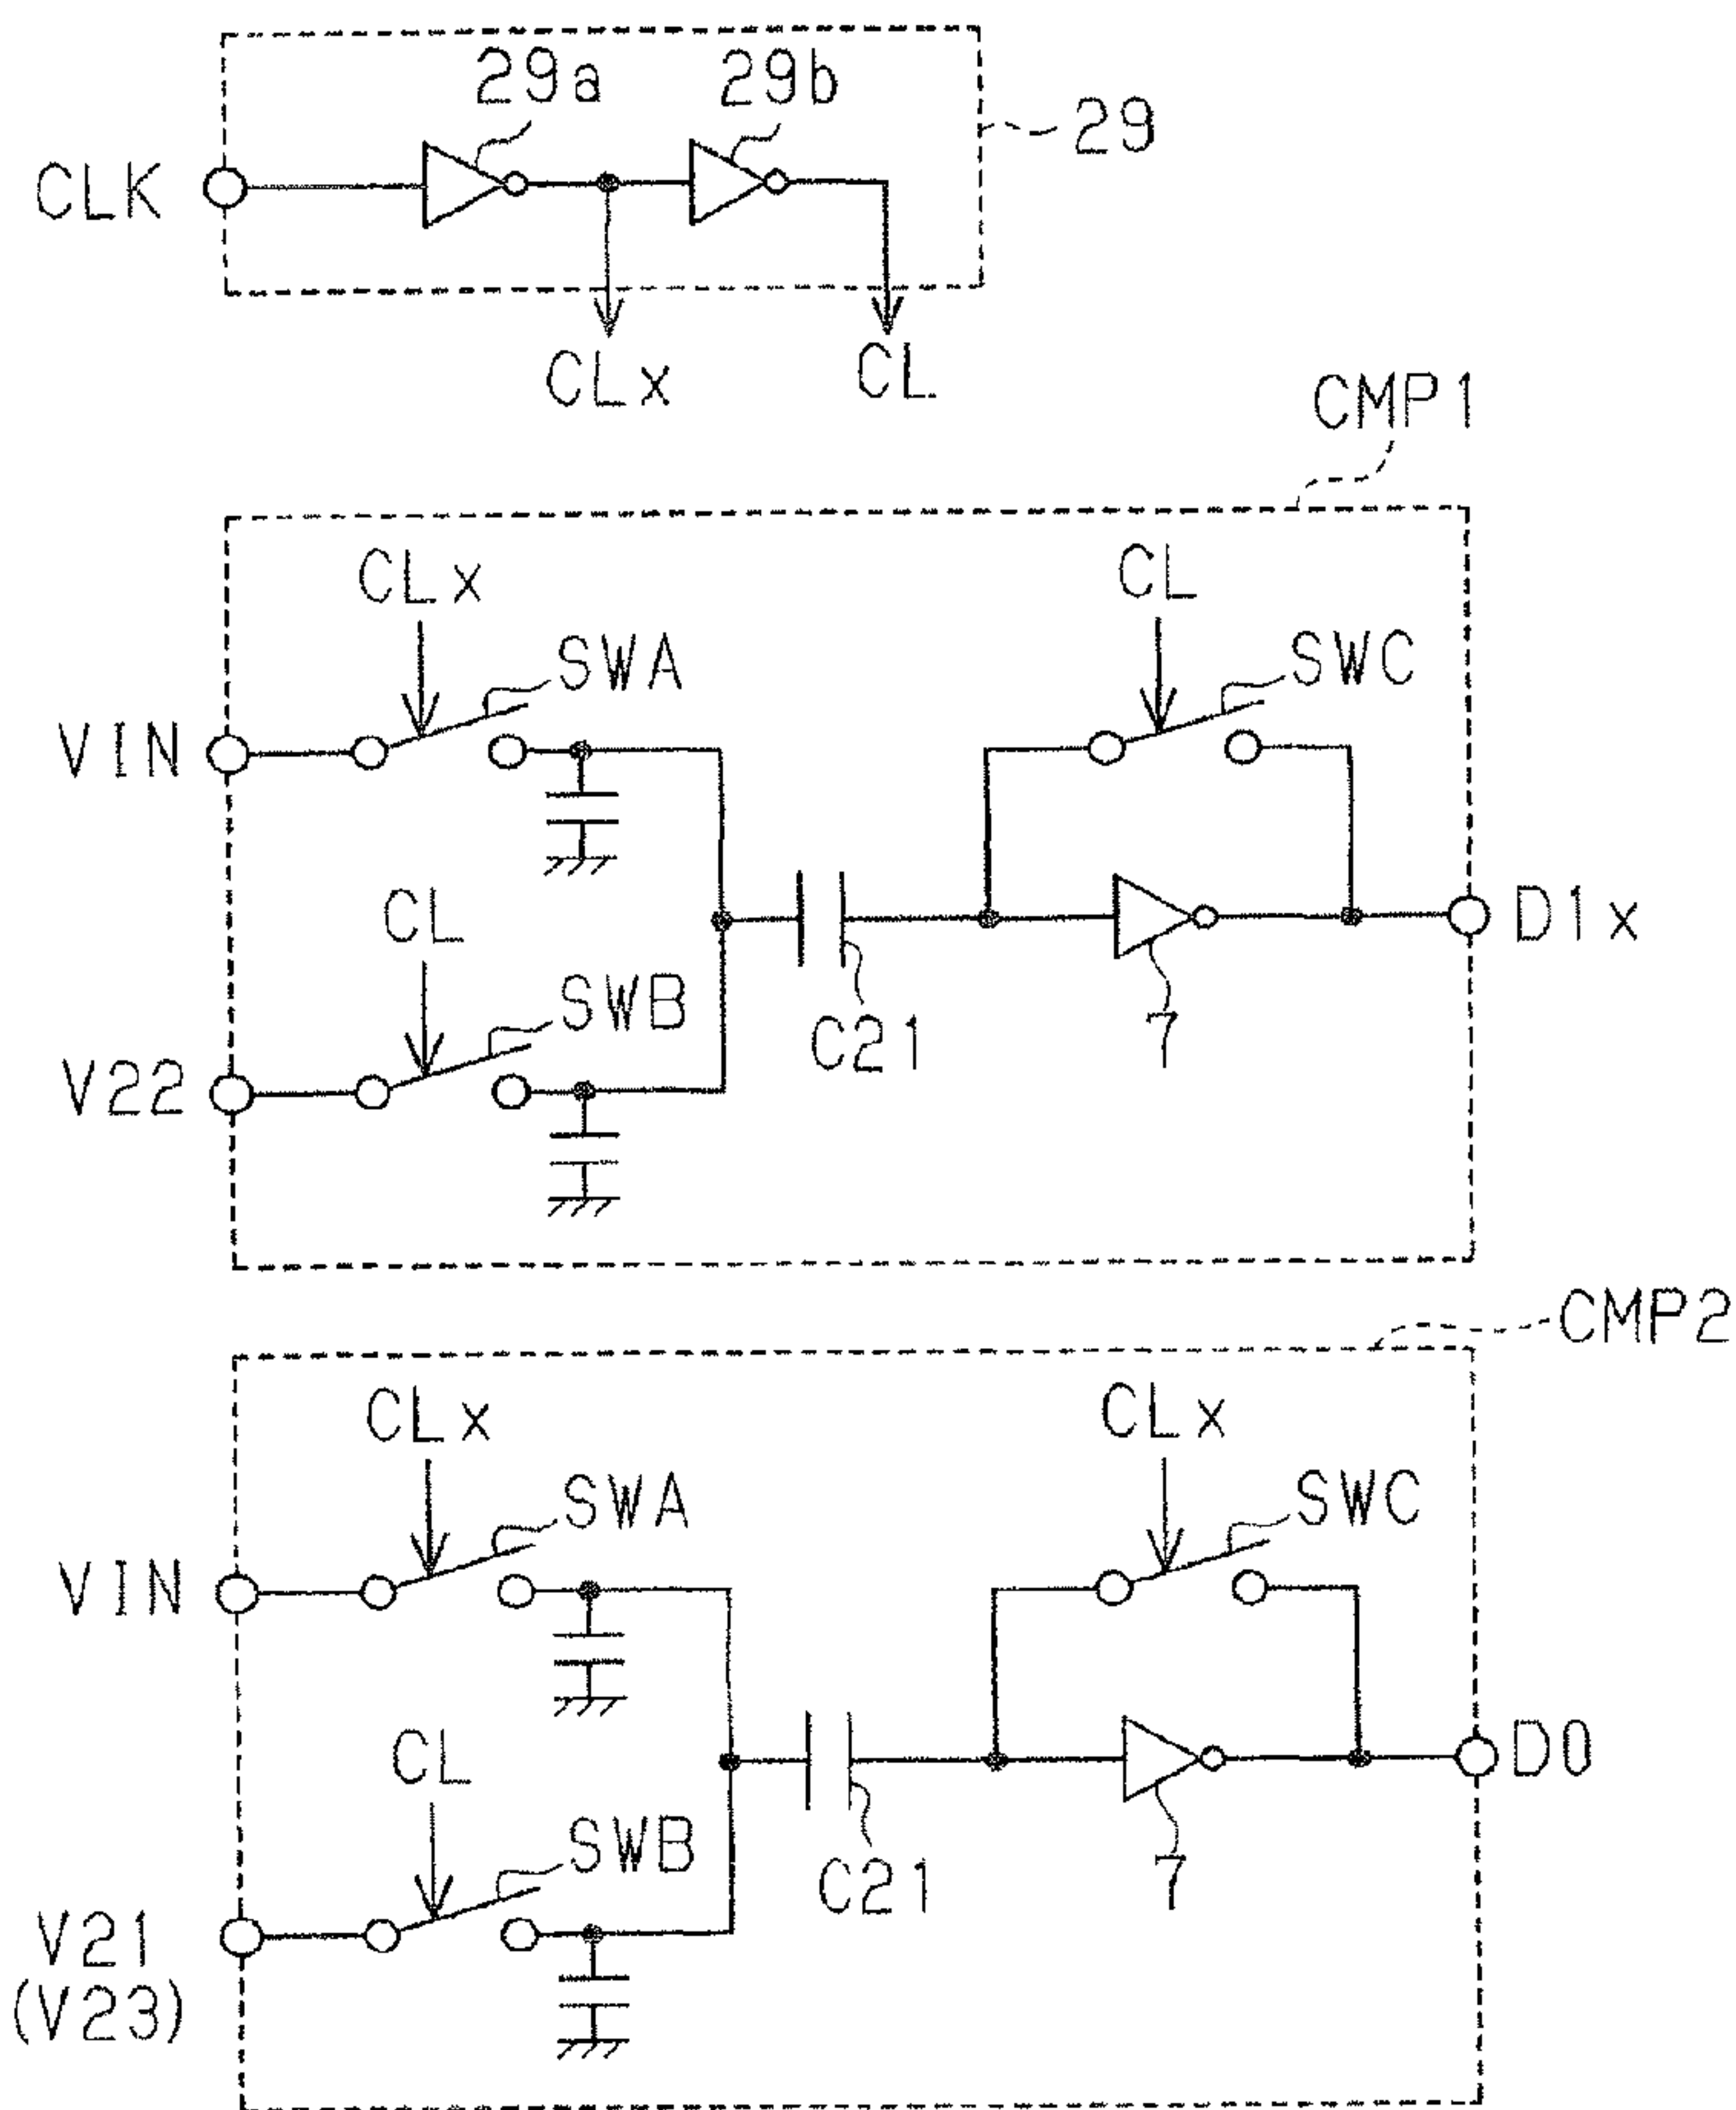 29a
29b
29
CLK
CLx
CL
CMP1
CLx
CL
SWA
SWC
VIN
CL
D1x
SWB
C21
7
V22
CMP2
CLx
CLx
SWA
SWC
VIN
CL
D0
SWB
C21
7
V21
(V23)